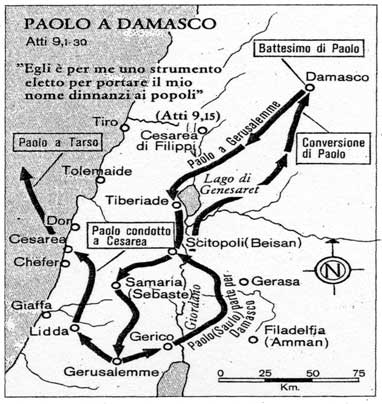 PAOLO A DAMASCO
Atti 9,1-30
"Egli è per me uno strumento
eletto per portare il mio
nome dinnanzi ai popoli"
(Atti 9,15)
Battesimo di Paolo
Damasco
Tiro
Cesarea
di Filippi
Paolo a Gerusalemme
Paolo a Tarso
Conversione
di Paolo
Tolemaide
Lago di
Genesaret
Tiberiade
Dor
Paolo condotto
a Cesarea
Cesarea
Scitopoli (Beisan)
Chefer
N
Samaria
(Sebaste)
Giordano
Gerasa
Paolo (Saulo) parte per
Damasco
Giaffa
Lidda
Gerico
Filadelfja
(Amman)
Gerusalemme
0 25 50 75
Km.